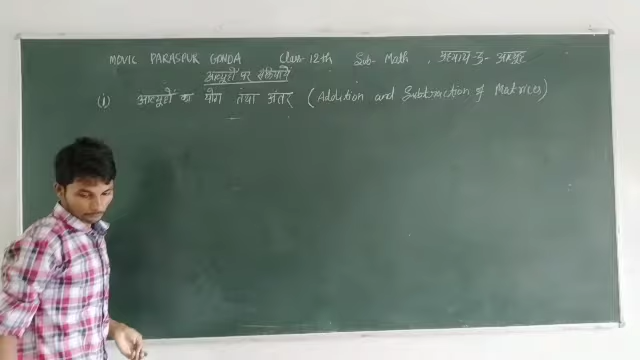 MOVIC PARASPUR GONDA Class-12th Sub-Math, अध्याय-3- आव्यूह
आव्यूहों पर संक्रियायें
(i) आव्यूहों का योग तथा अंतर (Addition and Subtraction of Matrices)